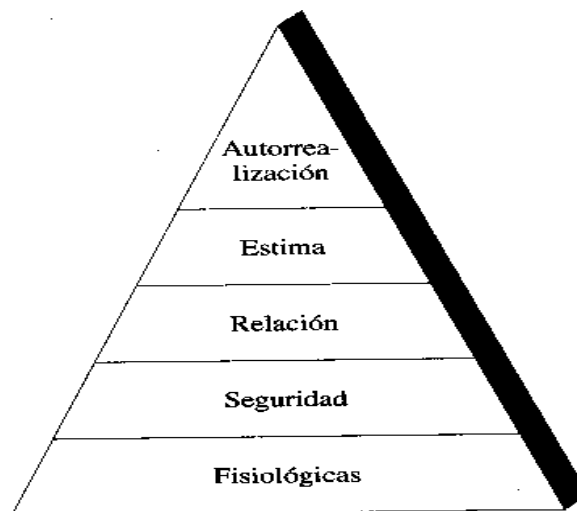 Autorrea-
lización
Estima
Relación
Seguridad
Fisiológicas